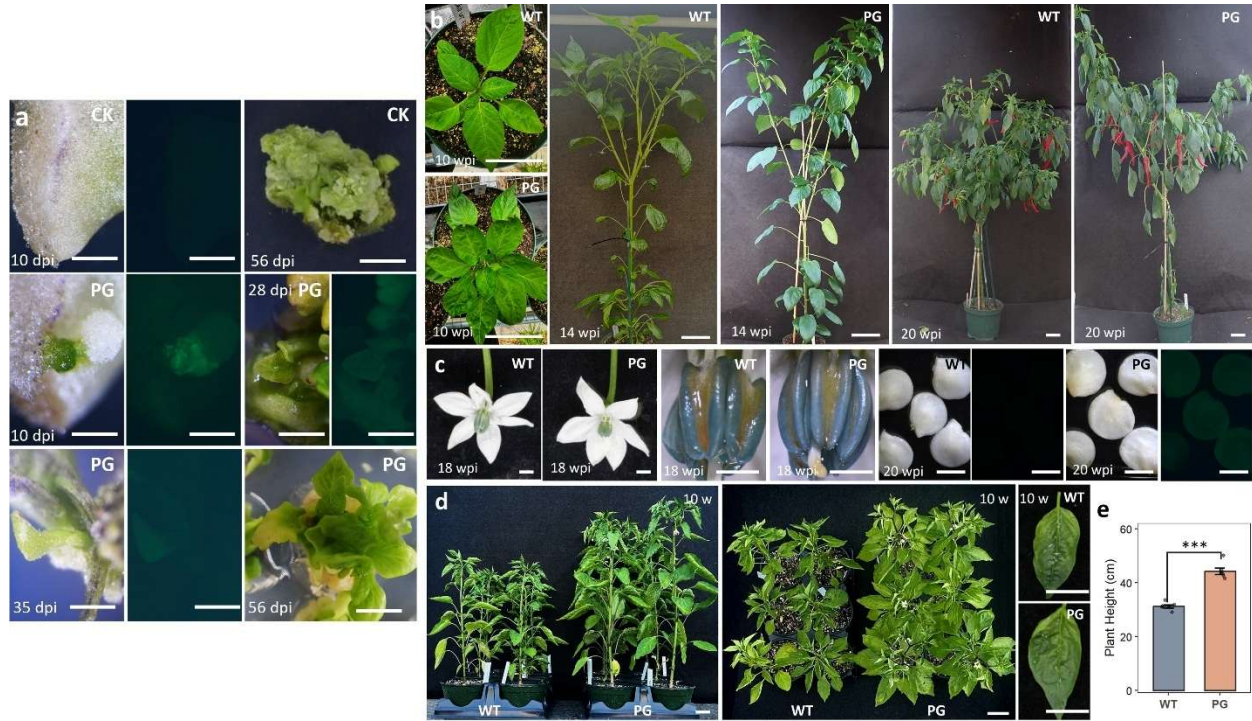 a
CK
CK
10 dpi
56 dpi
PG
28 dpi
PG
10 dpi
PG
PG
35 dpi
56 dpi
b
WT
WT
PG
WT
PG
10 wpi
PG
10 wpi
14 wpi
14 wpi
20 wpi
20 wpi
c
WT
PG
WT
PG
WT
PG
18 wpi
18 wpi
18 wpi
18 wpi
20 wpi
20 wpi
d
10 w
10 w
10 w
WT
PG
WT
PG
WT
PG
e
***
Plant Height (cm)
60
40
20
0
WT
PG